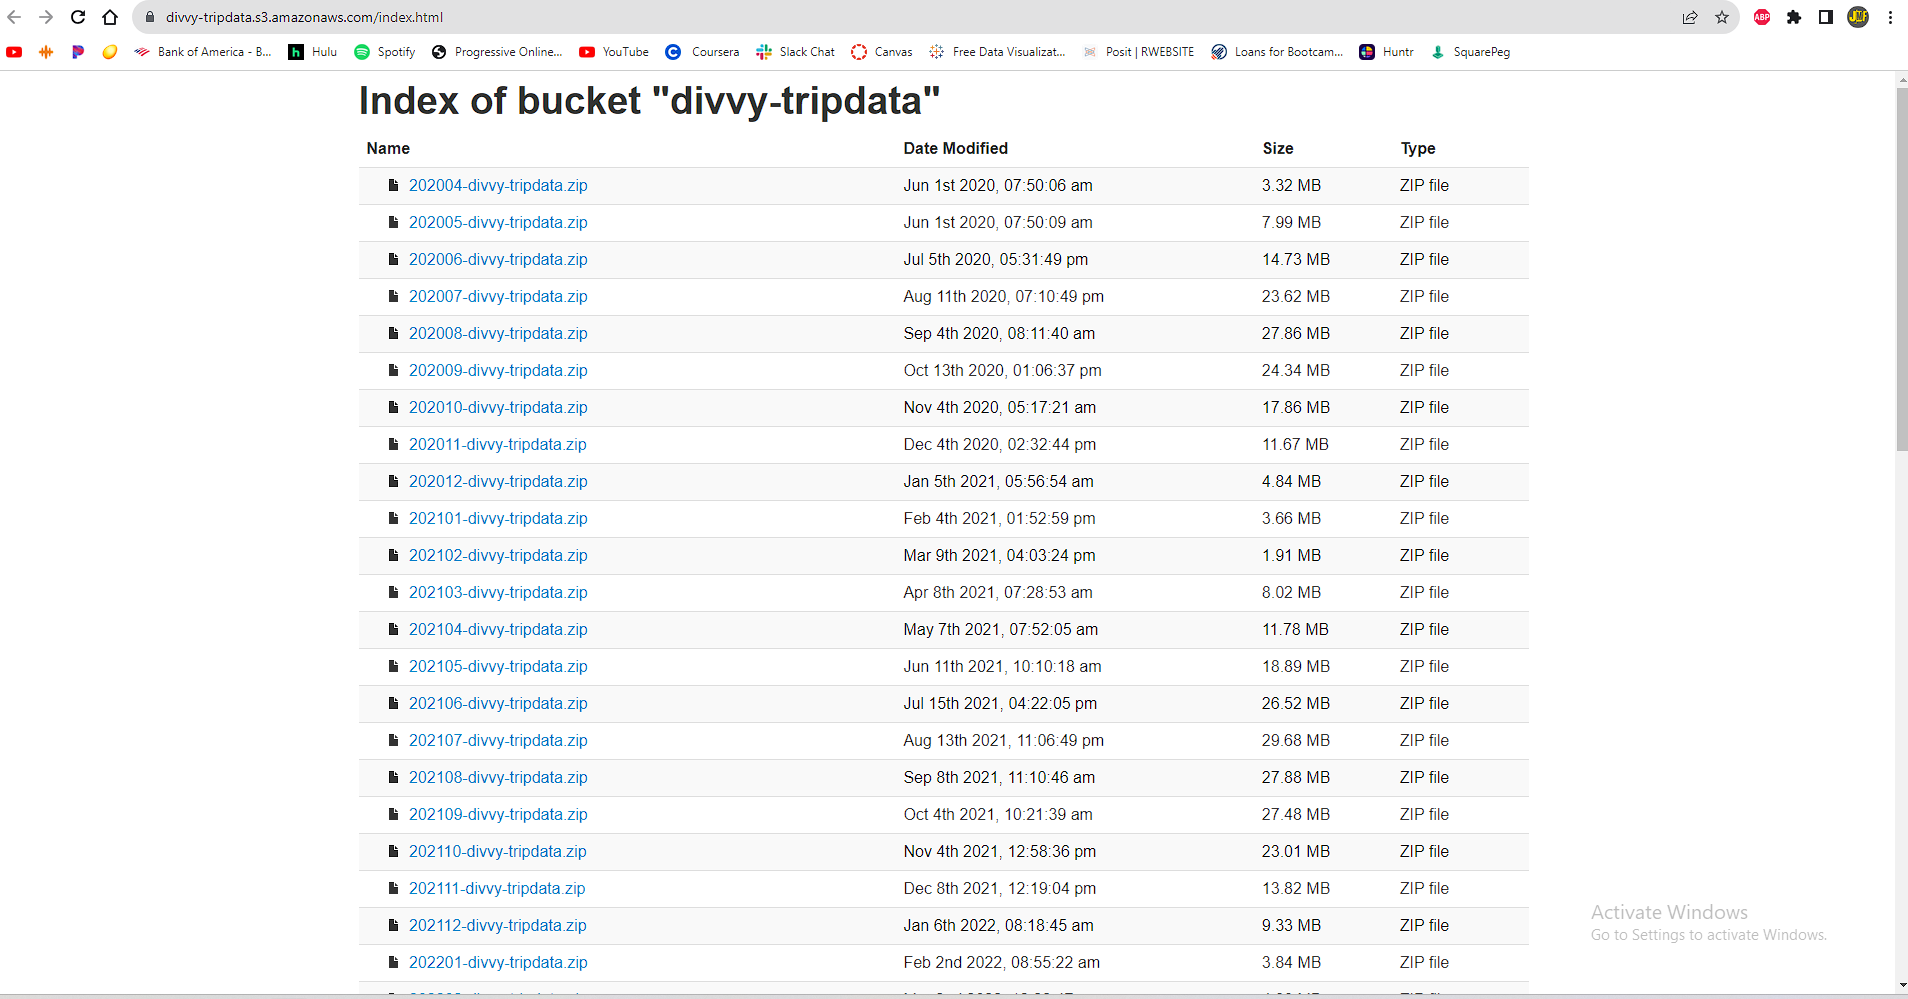 divvy-tripdata.s3.amazonaws.com/index.html
ABP
Bank of America - B... Hulu Spotify Progressive Online... YouTube Coursera Slack Chat Canvas Free Data Visualizat... Posit | RWEBSITE Loans for Bootcam... Huntr SquarePeg
Index of bucket "divvy-tripdata"
Name Date Modified Size Type
202004-divvy-tripdata.zip Jun 1st 2020, 07:50:06 am 3.32 MB ZIP file
202005-divvy-tripdata.zip Jun 1st 2020, 07:50:09 am 7.99 MB ZIP file
202006-divvy-tripdata.zip Jul 5th 2020, 05:31:49 pm 14.73 MB ZIP file
202007-divvy-tripdata.zip Aug 11th 2020, 07:10:49 pm 23.62 MB ZIP file
202008-divvy-tripdata.zip Sep 4th 2020, 08:11:40 am 27.86 MB ZIP file
202009-divvy-tripdata.zip Oct 13th 2020, 01:06:37 pm 24.34 MB ZIP file
202010-divvy-tripdata.zip Nov 4th 2020, 05:17:21 am 17.86 MB ZIP file
202011-divvy-tripdata.zip Dec 4th 2020, 02:32:44 pm 11.67 MB ZIP file
202012-divvy-tripdata.zip Jan 5th 2021, 05:56:54 am 4.84 MB ZIP file
202101-divvy-tripdata.zip Feb 4th 2021, 01:52:59 pm 3.66 MB ZIP file
202102-divvy-tripdata.zip Mar 9th 2021, 04:03:24 pm 1.91 MB ZIP file
202103-divvy-tripdata.zip Apr 8th 2021, 07:28:53 am 8.02 MB ZIP file
202104-divvy-tripdata.zip May 7th 2021, 07:52:05 am 11.78 MB ZIP file
202105-divvy-tripdata.zip Jun 11th 2021, 10:10:18 am 18.89 MB ZIP file
202106-divvy-tripdata.zip Jul 15th 2021, 04:22:05 pm 26.52 MB ZIP file
202107-divvy-tripdata.zip Aug 13th 2021, 11:06:49 pm 29.68 MB ZIP file
202108-divvy-tripdata.zip Sep 8th 2021, 11:10:46 am 27.88 MB ZIP file
202109-divvy-tripdata.zip Oct 4th 2021, 10:21:39 am 27.48 MB ZIP file
202110-divvy-tripdata.zip Nov 4th 2021, 12:58:36 pm 23.01 MB ZIP file
202111-divvy-tripdata.zip Dec 8th 2021, 12:19:04 pm 13.82 MB ZIP file
202112-divvy-tripdata.zip Jan 6th 2022, 08:18:45 am 9.33 MB ZIP file
202201-divvy-tripdata.zip Feb 2nd 2022, 08:55:22 am 3.84 MB ZIP file
Activate Windows
Go to Settings to activate Windows.